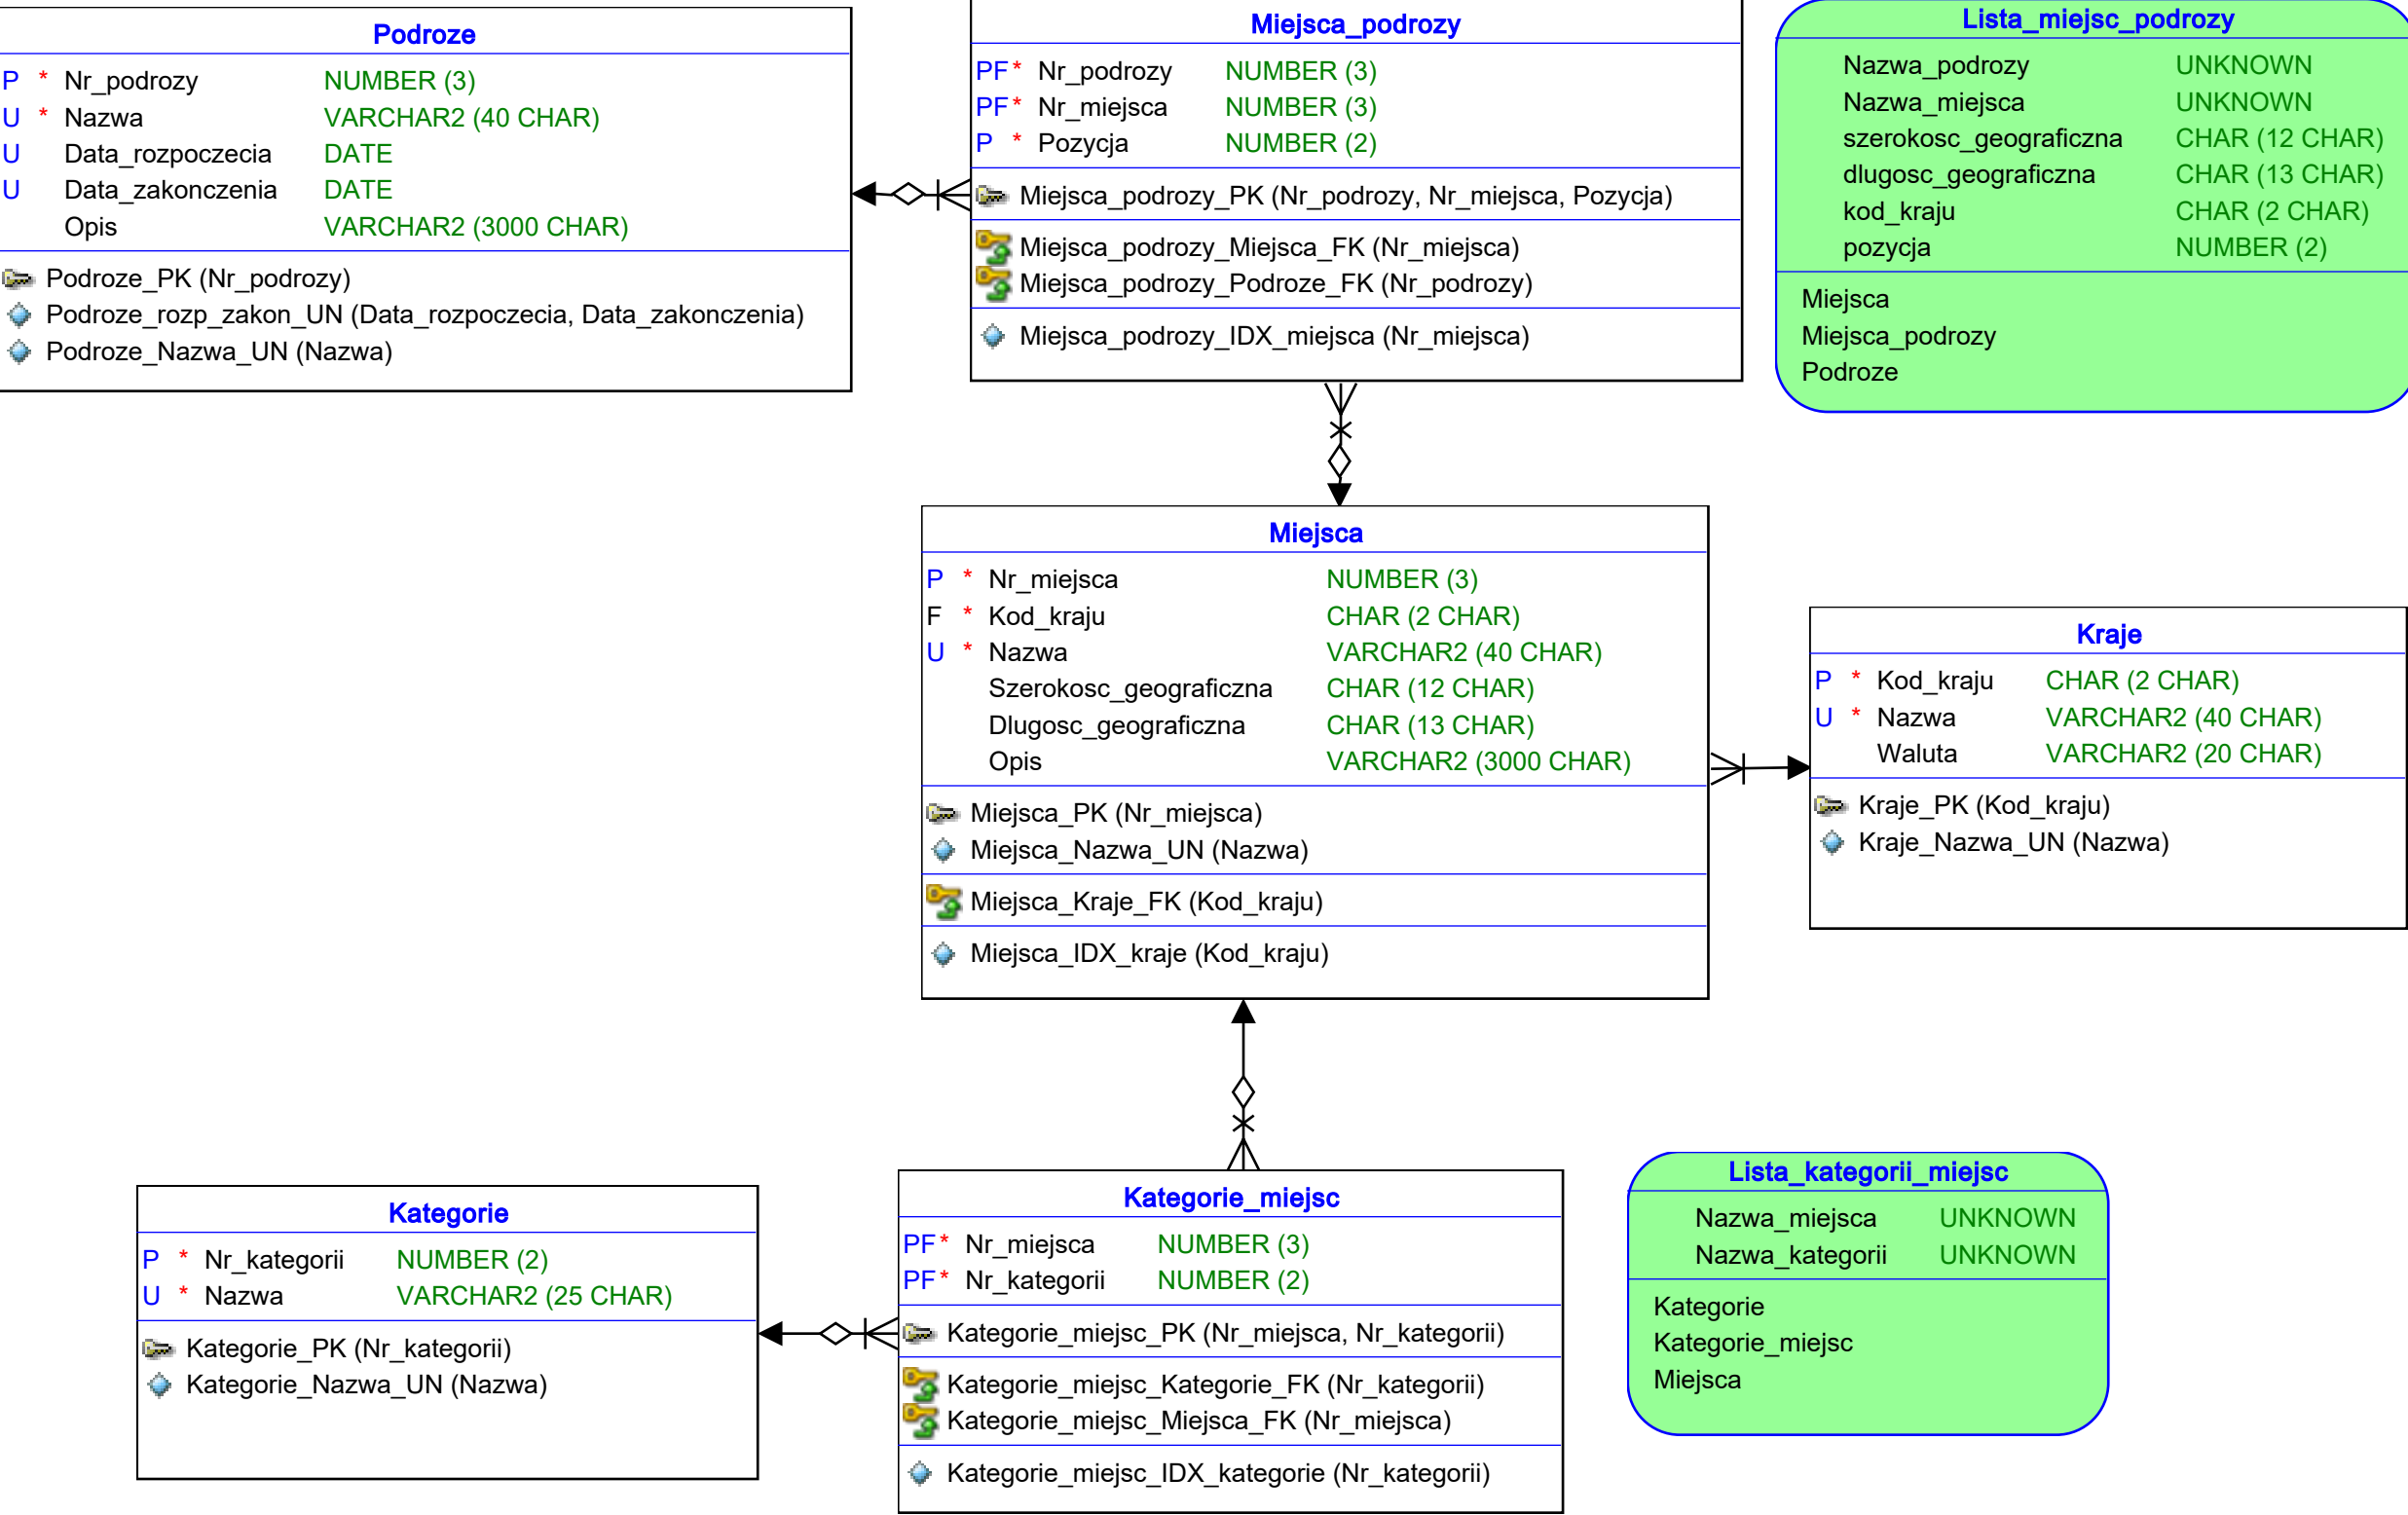 Podroze
P * Nr_podrozy NUMBER (3)
U * Nazwa VARCHAR2 (40 CHAR)
U Data_rozpoczecia DATE
U Data_zakonczenia DATE
Opis VARCHAR2 (3000 CHAR)
Podroze_PK (Nr_podrozy)
Podroze_rozp_zakon_UN (Data_rozpoczecia, Data_zakonczenia)
Podroze_Nazwa_UN (Nazwa)
Miejsca_podrozy
PF* Nr_podrozy NUMBER (3)
PF* Nr_miejsca NUMBER (3)
P * Pozycja NUMBER (2)
Miejsca_podrozy_PK (Nr_podrozy, Nr_miejsca, Pozycja)
Miejsca_podrozy_Miejsca_FK (Nr_miejsca)
Miejsca_podrozy_Podroze_FK (Nr_podrozy)
Miejsca_podrozy_IDX_miejsca (Nr_miejsca)
Lista_miejsc_podrozy
Nazwa_podrozy UNKNOWN
Nazwa_miejsca UNKNOWN
szerokosc_geograficzna CHAR (12 CHAR)
dlugosc_geograficzna CHAR (13 CHAR)
kod_kraju CHAR (2 CHAR)
pozycja NUMBER (2)
Miejsca
Miejsca_podrozy
Podroze
Miejsca
P * Nr_miejsca NUMBER (3)
F * Kod_kraju CHAR (2 CHAR)
U * Nazwa VARCHAR2 (40 CHAR)
Szerokosc_geograficzna CHAR (12 CHAR)
Dlugosc_geograficzna CHAR (13 CHAR)
Opis VARCHAR2 (3000 CHAR)
Miejsca_PK (Nr_miejsca)
Miejsca_Nazwa_UN (Nazwa)
Miejsca_Kraje_FK (Kod_kraju)
Miejsca_IDX_kraje (Kod_kraju)
Kraje
P * Kod_kraju CHAR (2 CHAR)
U * Nazwa VARCHAR2 (40 CHAR)
Waluta VARCHAR2 (20 CHAR)
Kraje_PK (Kod_kraju)
Kraje_Nazwa_UN (Nazwa)
Kategorie
P * Nr_kategorii NUMBER (2)
U * Nazwa VARCHAR2 (25 CHAR)
Kategorie_PK (Nr_kategorii)
Kategorie_Nazwa_UN (Nazwa)
Kategorie_miejsc
PF* Nr_miejsca NUMBER (3)
PF* Nr_kategorii NUMBER (2)
Kategorie_miejsc_PK (Nr_miejsca, Nr_kategorii)
Kategorie_miejsc_Kategorie_FK (Nr_kategorii)
Kategorie_miejsc_Miejsca_FK (Nr_miejsca)
Kategorie_miejsc_IDX_kategorie (Nr_kategorii)
Lista_kategorii_miejsc
Nazwa_miejsca UNKNOWN
Nazwa_kategorii UNKNOWN
Kategorie
Kategorie_miejsc
Miejsca